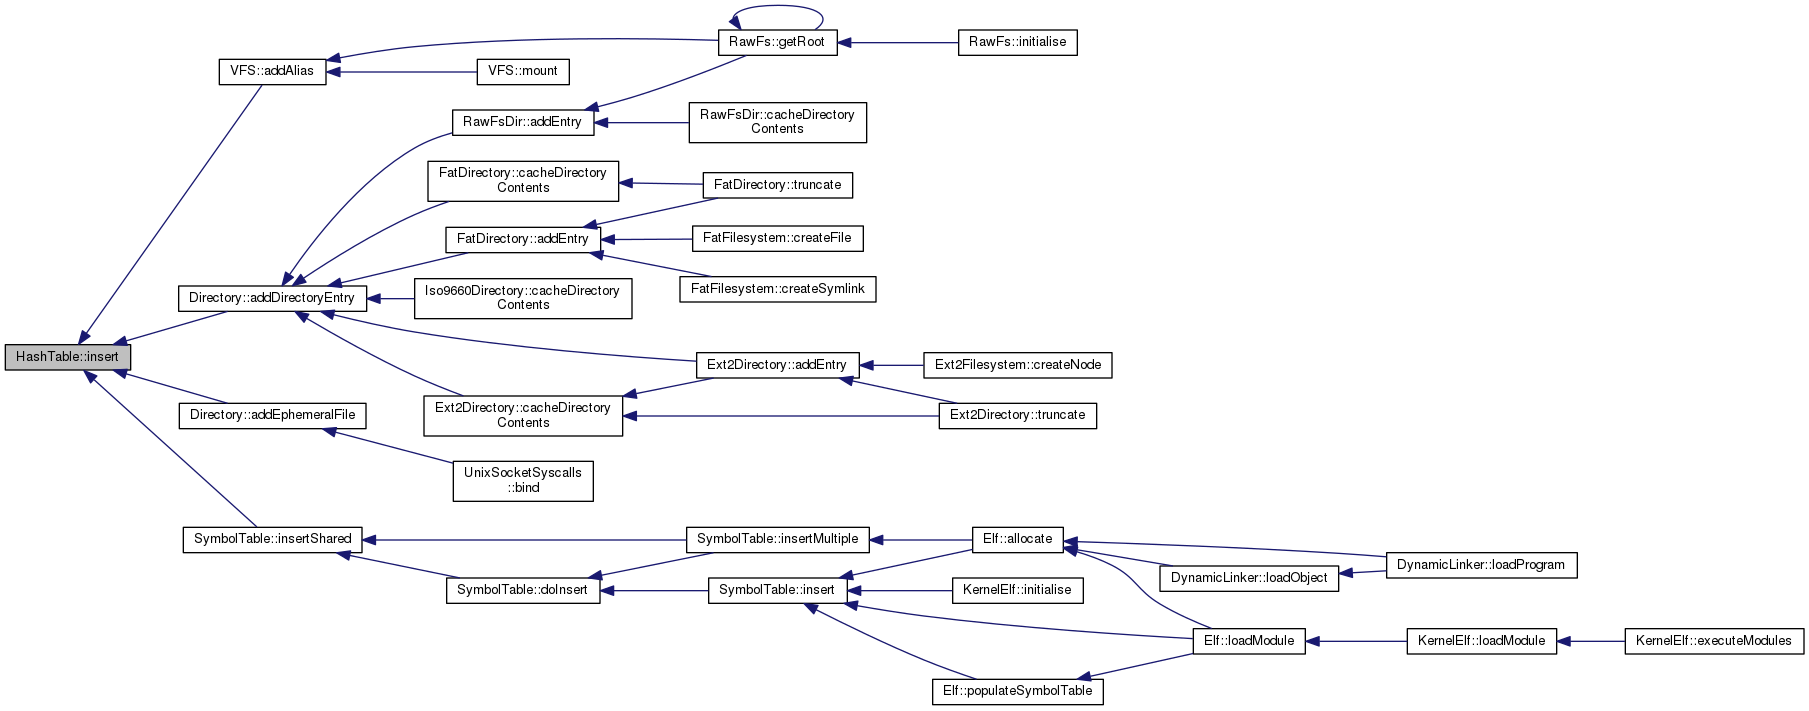 RawFs::getRoot
RawFs::initialise
VFS::addAlias
VFS::mount
RawFsDir::addEntry
RawFsDir::cacheDirectory
Contents
FatDirectory::cacheDirectory
Contents
FatDirectory::truncate
FatDirectory::addEntry
FatFilesystem::createFile
FatFilesystem::createSymlink
Directory::addDirectoryEntry
Iso9660Directory::cacheDirectory
Contents
HashTable::insert
Ext2Directory::addEntry
Ext2Filesystem::createNode
Directory::addEphemeralFile
Ext2Directory::cacheDirectory
Contents
Ext2Directory::truncate
UnixSocketSyscalls
::bind
SymbolTable::insertShared
SymbolTable::insertMultiple
Elf::allocate
DynamicLinker::loadProgram
DynamicLinker::loadObject
SymbolTable::doInsert
SymbolTable::insert
KernelElf::initialise
Elf::loadModule
KernelElf::loadModule
KernelElf::executeModules
Elf::populateSymbolTable